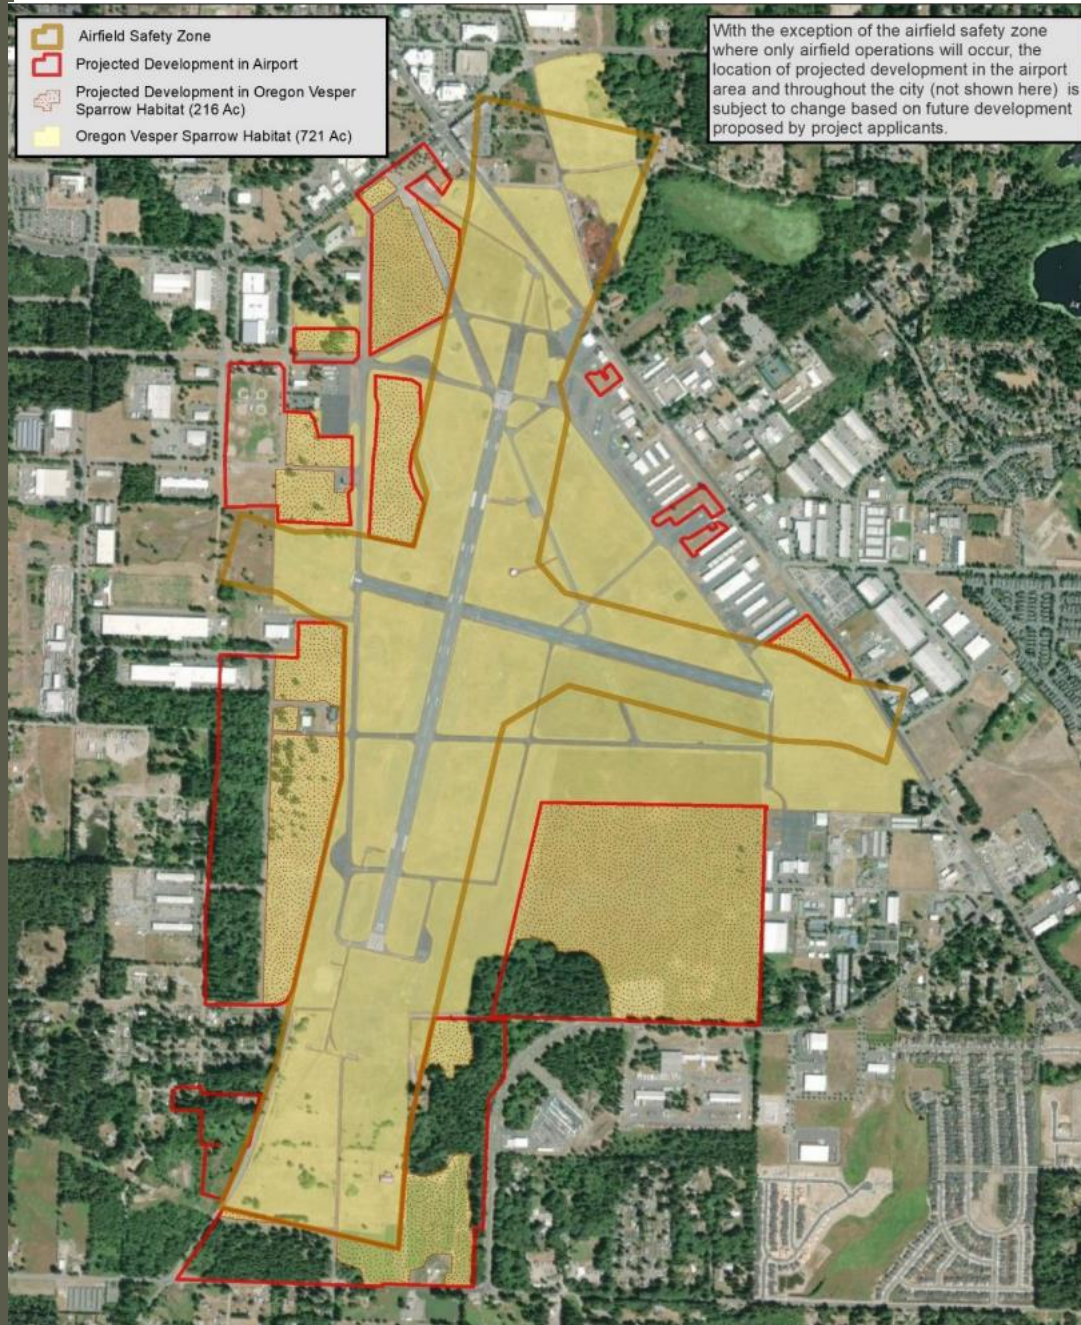 Airfield Safety Zone
Projected Development in Airport
Projected Development in Oregon Vesper
Sparrow Habitat (216 Ac)
Oregon Vesper Sparrow Habitat (721 Ac)
With the exception of the airfield safety zone
where only airfield operations will occur, the
location of projected development in the airport
area and throughout the city (not shown here) is
subject to change based on future development
proposed by project applicants.